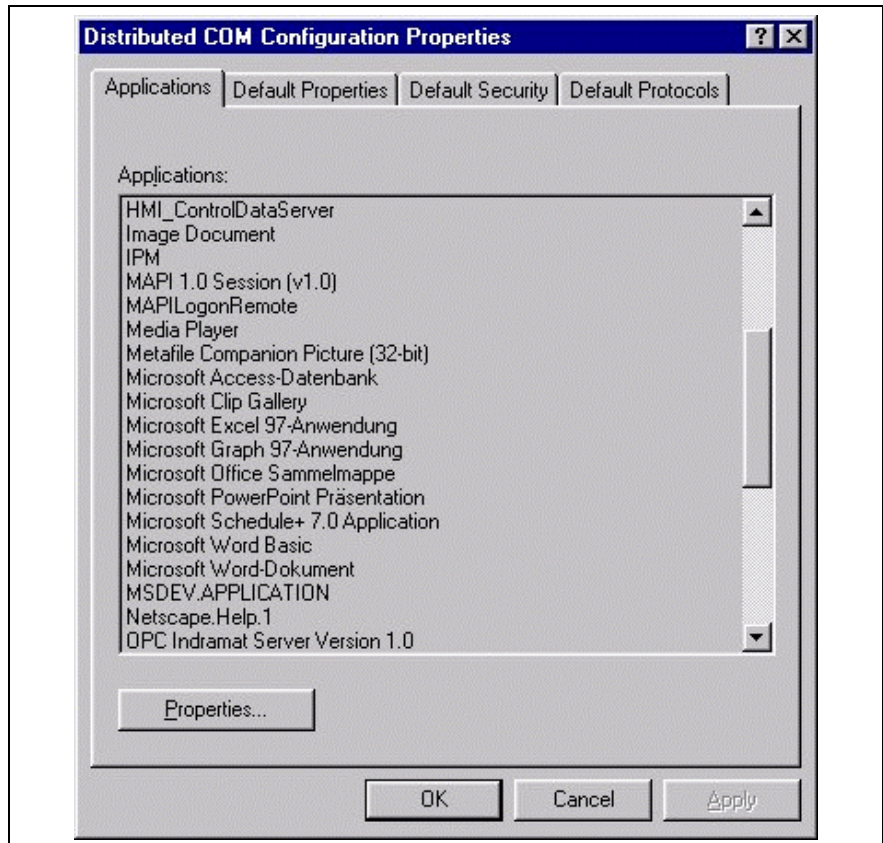 Distributed COM Configuration Properties
Applications Default Properties Default Security Default Protocols
Applications:
HMI_ControlDataServer
Image Document
IPM
MAPI 1.0 Session (v1.0)
MAPILogonRemote
Media Player
Metafile Companion Picture (32-bit)
Microsoft Access-Datenbank
Microsoft Clip Gallery
Microsoft Excel 97-Anwendung
Microsoft Graph 97-Anwendung
Microsoft Office Sammelmappe
Microsoft PowerPoint Präsentation
Microsoft Schedule+ 7.0 Application
Microsoft Word Basic
Microsoft Word-Dokument
MSDEV.APPLICATION
Netscape.Help.1
OPC Indramat Server Version 1.0
Properties...
OK Cancel Apply